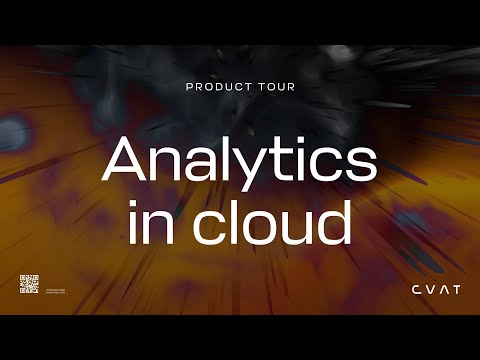 PRODUCT TOUR
Analytics
in cloud
CVAT